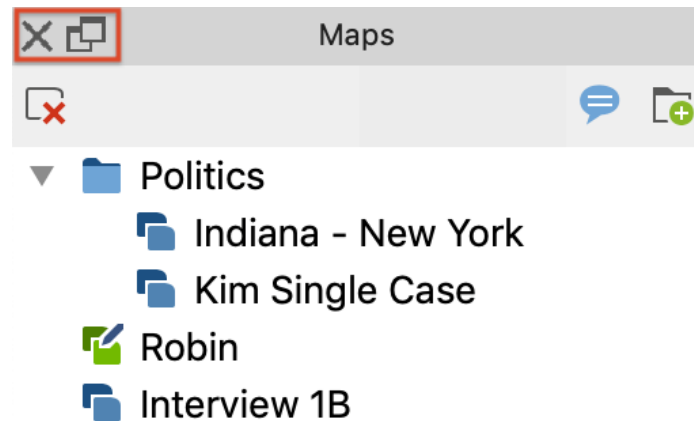 Maps
Politics
Indiana - New York
Kim Single Case
Robin
Interview 1B